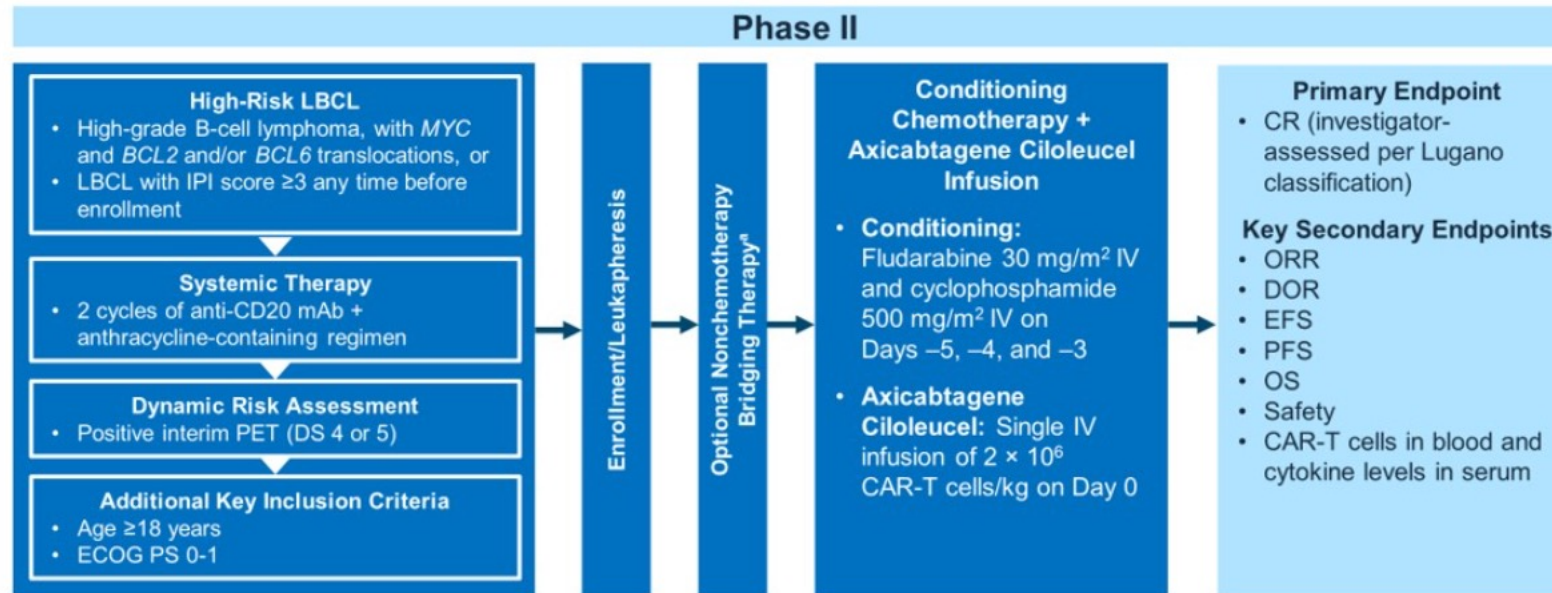 Phase II
High-Risk LBCL
• High-grade B-cell lymphoma, with MYC
and BCL2 and/or BCL6 translocations, or
• LBCL with IPI score ≥3 any time before
enrollment
Systemic Therapy
• 2 cycles of anti-CD20 mAb +
anthracycline-containing regimen
Dynamic Risk Assessment
• Positive interim PET (DS 4 or 5)
Additional Key Inclusion Criteria
• Age ≥18 years
• ECOG PS 0-1
Enrollment/Leukapheresis
Optional Nonchemotherapy
Bridging Therapyᵃ
Conditioning
Chemotherapy +
Axicabtagene Ciloleucel
Infusion
• Conditioning:
Fludarabine 30 mg/m² IV
and cyclophosphamide
500 mg/m² IV on
Days –5, –4, and –3
• Axicabtagene
Ciloleucel: Single IV
infusion of 2 × 10⁶
CAR-T cells/kg on Day 0
Primary Endpoint
• CR (investigator-
assessed per Lugano
classification)
Key Secondary Endpoints
• ORR
• DOR
• EFS
• PFS
• OS
• Safety
• CAR-T cells in blood and
cytokine levels in serum